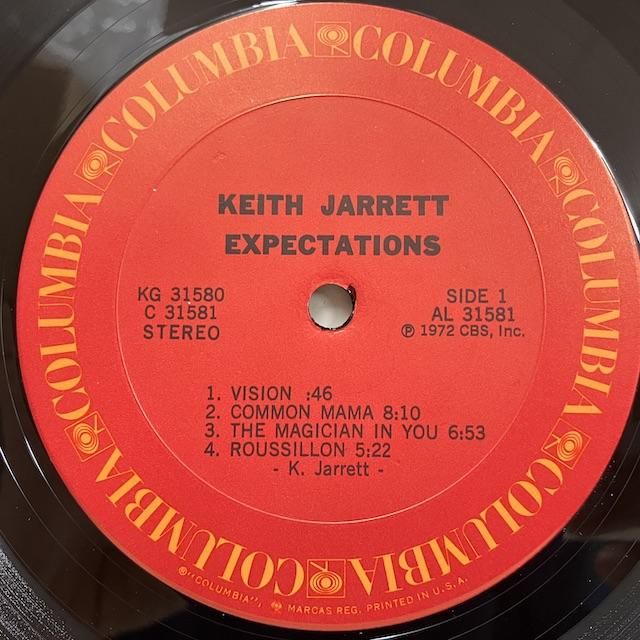 COLUMBIA COLUMBIA COLUMBIA COLUMBIA COLUMBIA COLUMBIA COLUMBIA
KEITH JARRETT
EXPECTATIONS
KG 31580
C 31581
STEREO
SIDE 1
AL 31581
Ⓟ 1972 CBS, Inc.
1. VISION :46
2. COMMON MAMA 8:10
3. THE MAGICIAN IN YOU 6:53
4. ROUSSILLON 5:22
- K. Jarrett -
®"COLUMBIA", MARCAS REG. PRINTED IN U.S.A.